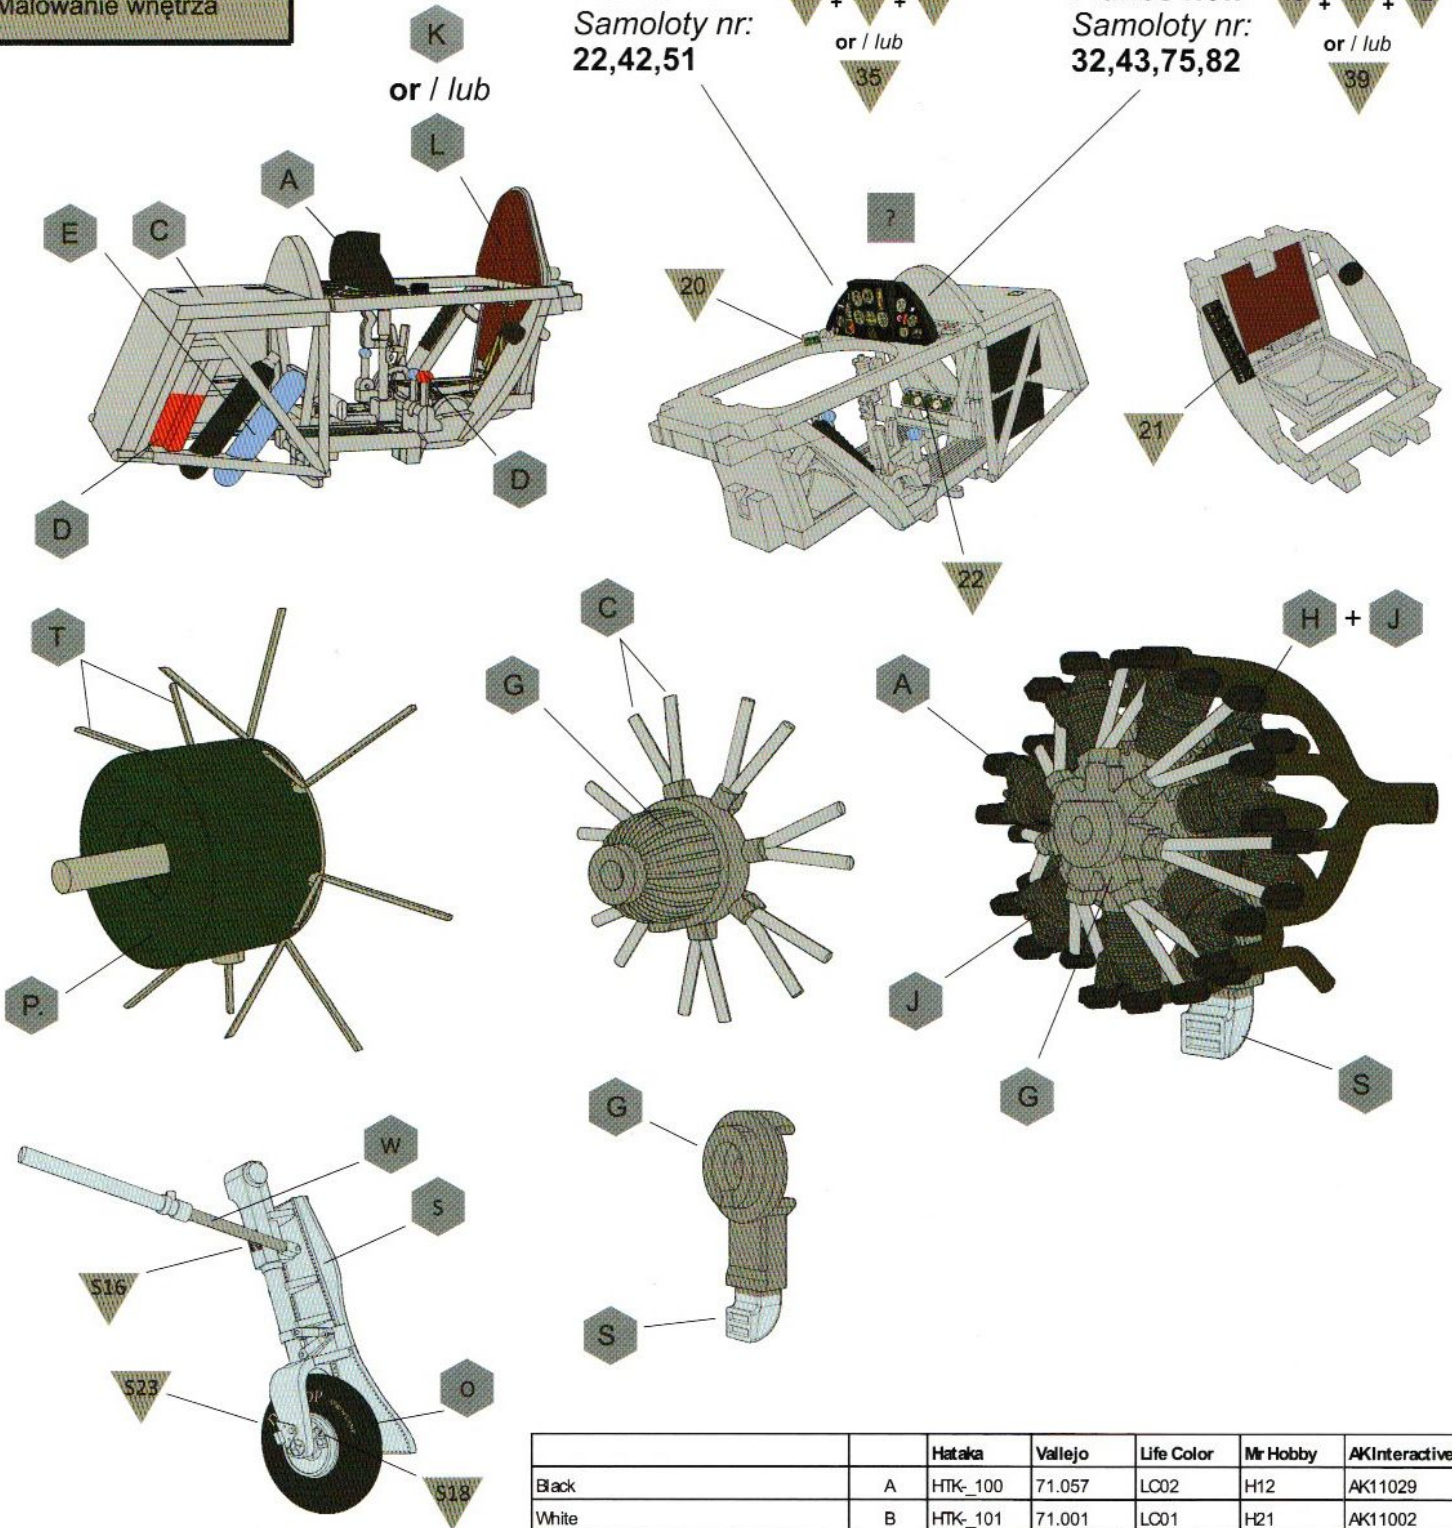 Malowanie wnętrza
K
or / lub
L
Samoloty nr:
22,42,51
+ +
or / lub
35
Samoloty nr:
32,43,75,82
+ +
or / lub
39
A
E
C
D
D
?
20
22
21
T
P.
C
G
H + J
A
J
G
S
W
S
S16
S23
O
S18
G
S
Hataka Vallejo Life Color Mr Hobby AKInteractive
Black A HTK-_100 71.057 LC02 H12 AK11029
White B HTK-_101 71.001 LC01 H21 AK11002